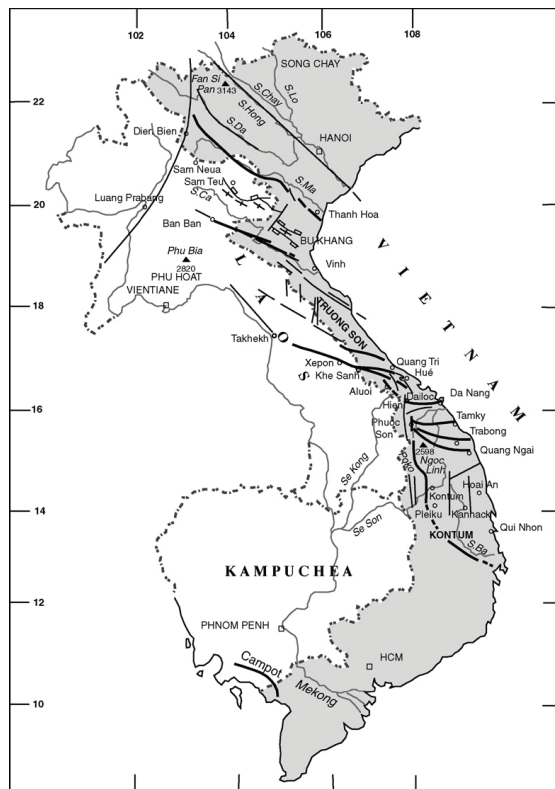 102
104
106
108
SONG CHAY
Fan Si
Pan 3143
S.Chay
S.Lo
22
S.Hong
S.Da
HANOI
Dien Bien
Sam Neua
Sam Teu
S.Ma
S.Ca
Luang Prabang
Thanh Hoa
20
Ban Ban
BU KHANG
VIETNAM
Phu Bia
2820
PHU HOAT
Vinh
LAOS
VIENTIANE
18
TRUONG SON
Takhekh
Quang Tri
Xepon
Hué
Khe Sanh
Aluoi
Dailoc
Da Nang
Hien
16
Tamky
Phuoc
Son
Trabong
2598
Ngoc
Linh
Quang Ngai
Poko
Se Kong
Hoai An
Kontum
14
Pleiku
Kannack
Se Son
Qui Nhon
KONTUM
S.Ba
KAMPUCHEA
12
PHNOM PENH
HCM
Campot
Mekong
10